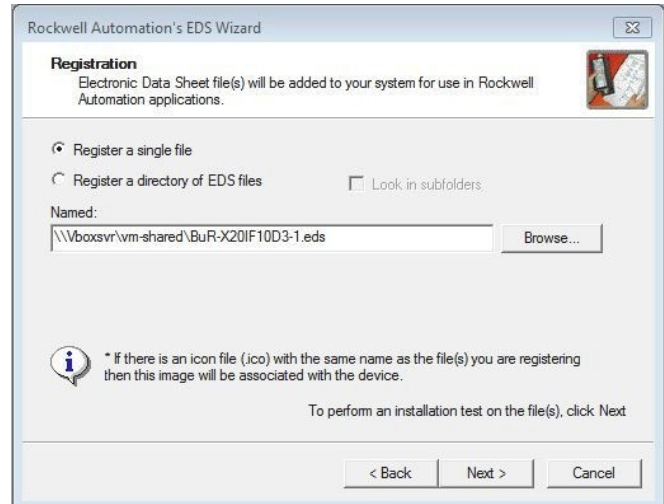 Rockwell Automation's EDS Wizard
Registration
Electronic Data Sheet file(s) will be added to your system for use in Rockwell
Automation applications.
Register a single file
Register a directory of EDS files
Look in subfolders
Named:
\\Vboxsvr\vm-shared\BuR-X20IF10D3-1.eds
Browse...
* If there is an icon file (.ico) with the same name as the file(s) you are registering
then this image will be associated with the device.
To perform an installation test on the file(s), click Next
< Back
Next >
Cancel